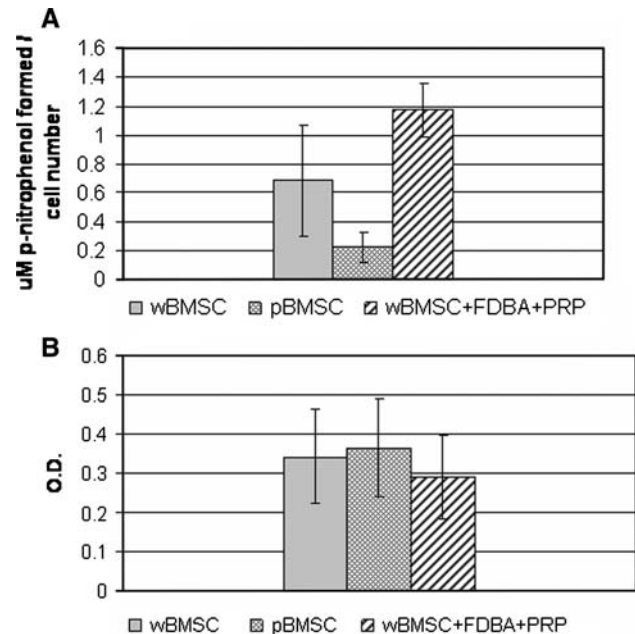 A
uM p-nitrophenol formed /
cell number
1.6
1.4
1.2
1
0.8
0.6
0.4
0.2
0
wBMSC pBMSC wBMSC+FDBA+PRP
B
O.D.
0.6
0.5
0.4
0.3
0.2
0.1
0
wBMSC pBMSC wBMSC+FDBA+PRP